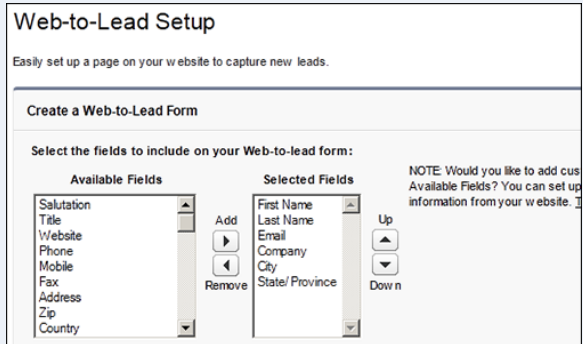 Web-to-Lead Setup
Easily set up a page on your website to capture new leads.
Create a Web-to-Lead Form
Select the fields to include on your Web-to-lead form:
Available Fields
Selected Fields
Salutation
Title
Website
Phone
Mobile
Fax
Address
Zip
Country
Add
Remove
First Name
Last Name
Email
Company
City
State/Province
Up
Down
NOTE: Would you like to add cus
Available Fields? You can set up
information from your website. T